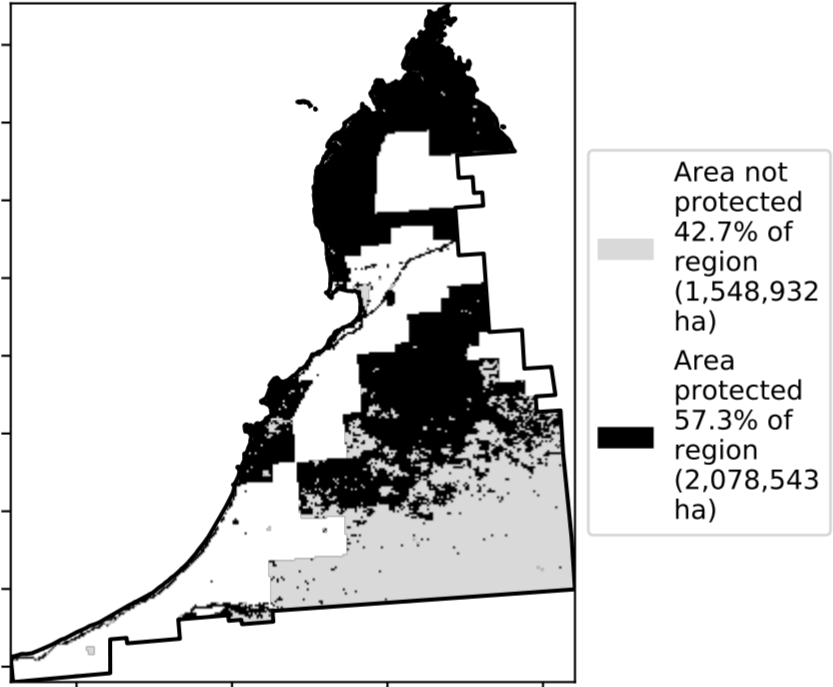 Area not
protected
42.7% of
region
(1,548,932
ha)
Area
protected
57.3% of
region
(2,078,543
ha)